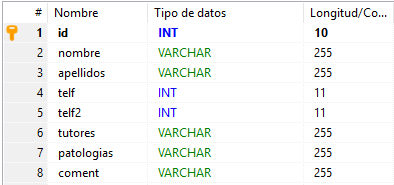 # Nombre Tipo de datos Longitud/Co...
1 id INT 10
2 nombre VARCHAR 255
3 apellidos VARCHAR 255
4 telf INT 11
5 telf2 INT 11
6 tutores VARCHAR 255
7 patologias VARCHAR 255
8 coment VARCHAR 255